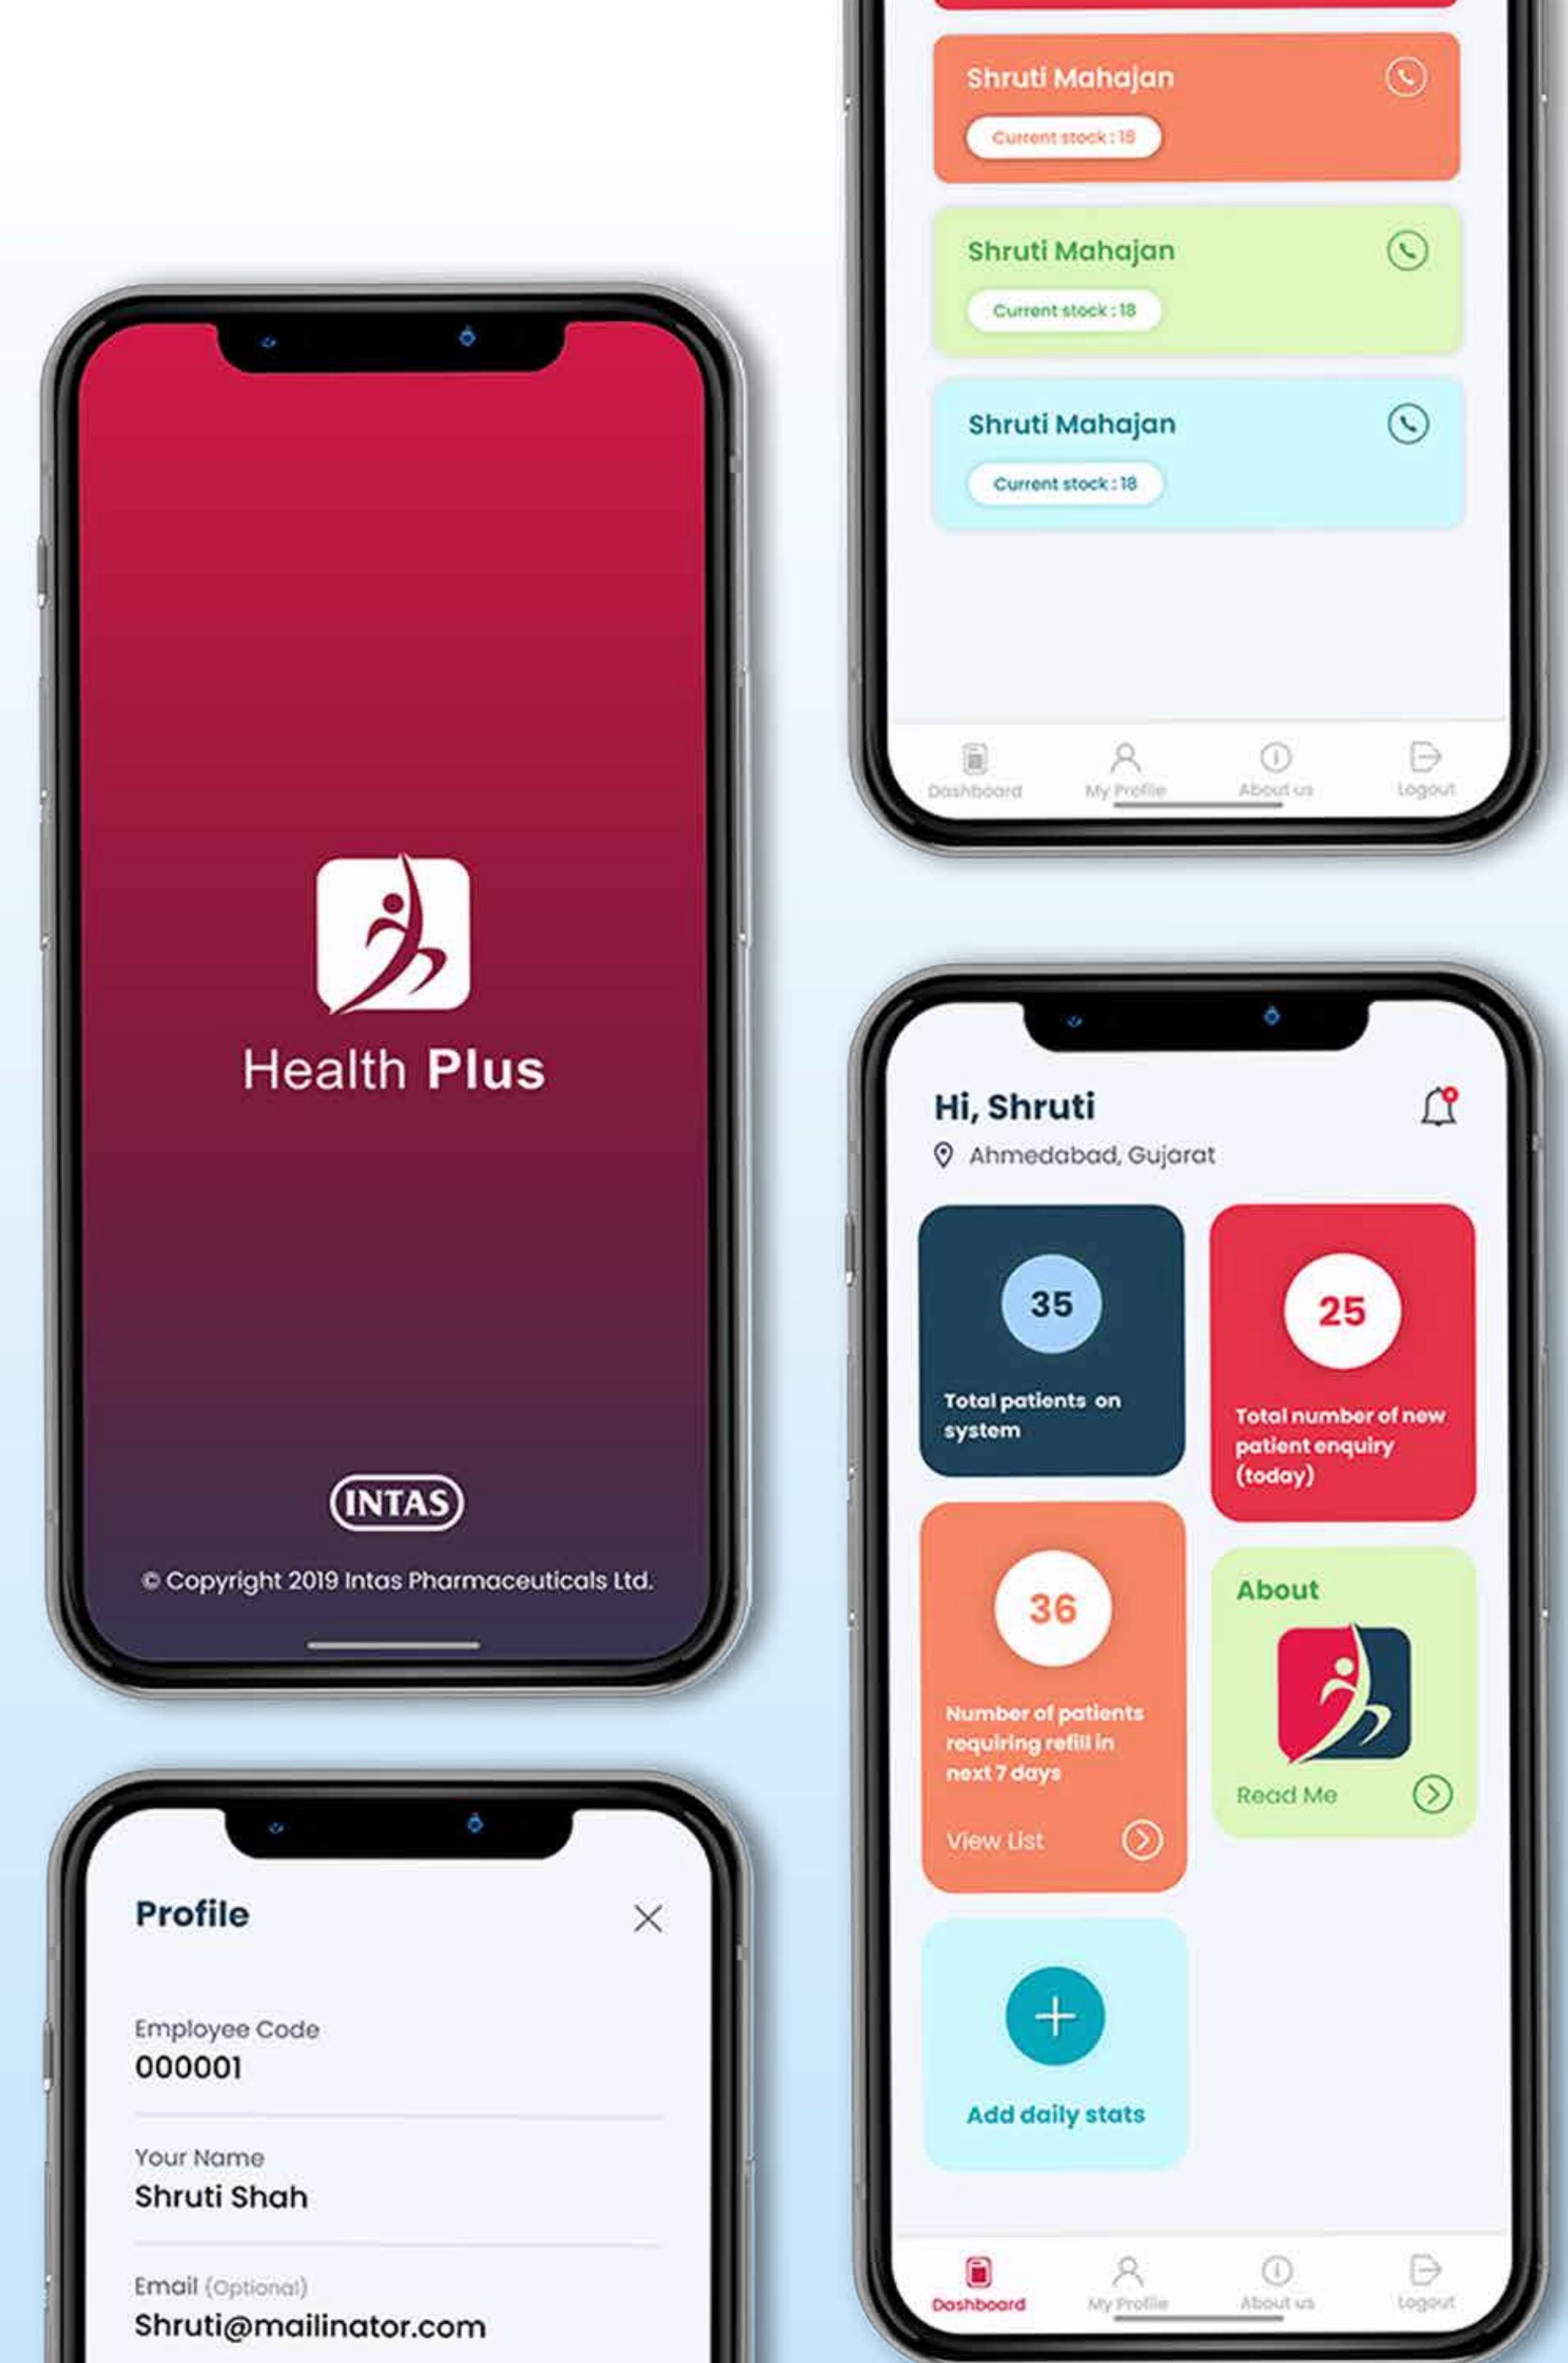 Shruti Mahajan
Current stock : 18
Shruti Mahajan
Current stock : 18
Shruti Mahajan
Current stock : 18
Dashboard
My Profile
About us
Logout
Health Plus
INTAS
© Copyright 2019 Intas Pharmaceuticals Ltd.
Hi, Shruti
Ahmedabad, Gujarat
35
Total patients on
system
25
Total number of new
patient enquiry
(today)
36
Number of patients
requiring refill in
next 7 days
View List
About
Read Me
Add daily stats
Dashboard
My Profile
About us
Logout
Profile
Employee Code
000001
Your Name
Shruti Shah
Email (Optional)
Shruti@mailinator.com